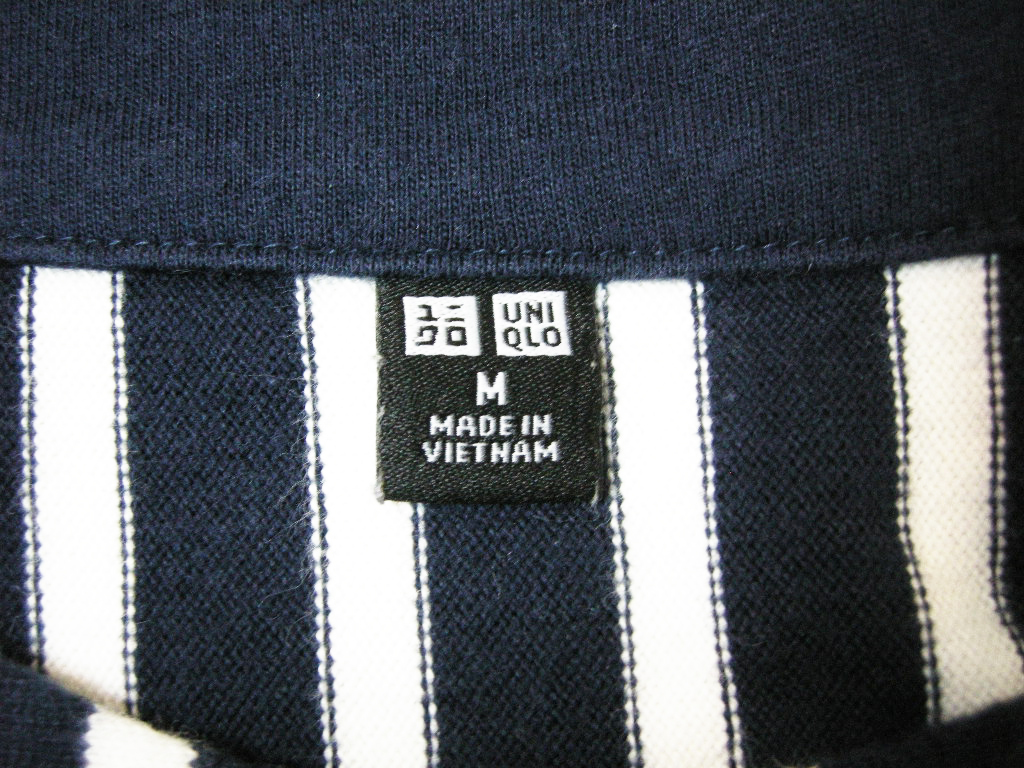 ユニ UNI
クロ QLO
M
MADE IN
VIETNAM